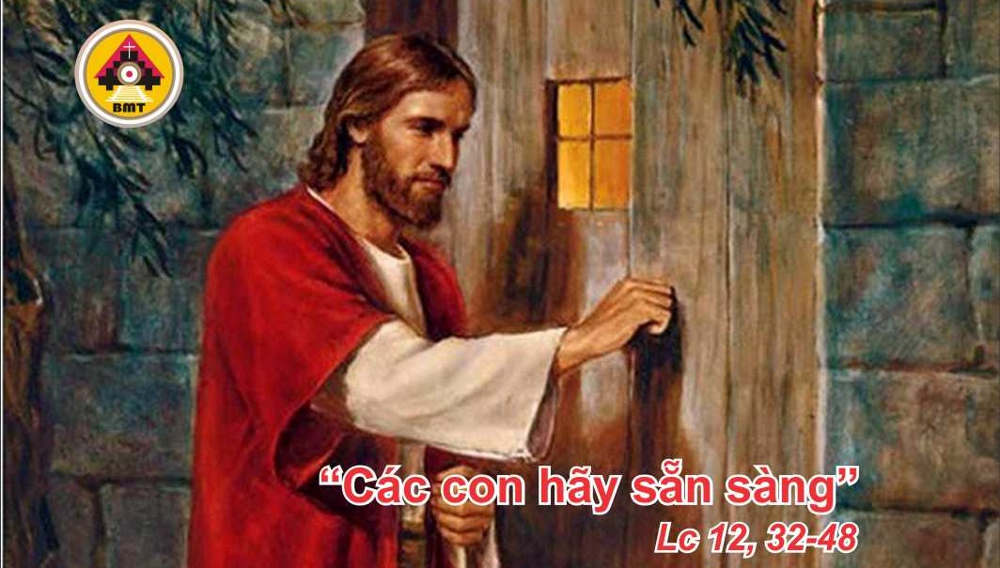 BMT
“Các con hãy sẵn sàng”
Lc 12, 32-48